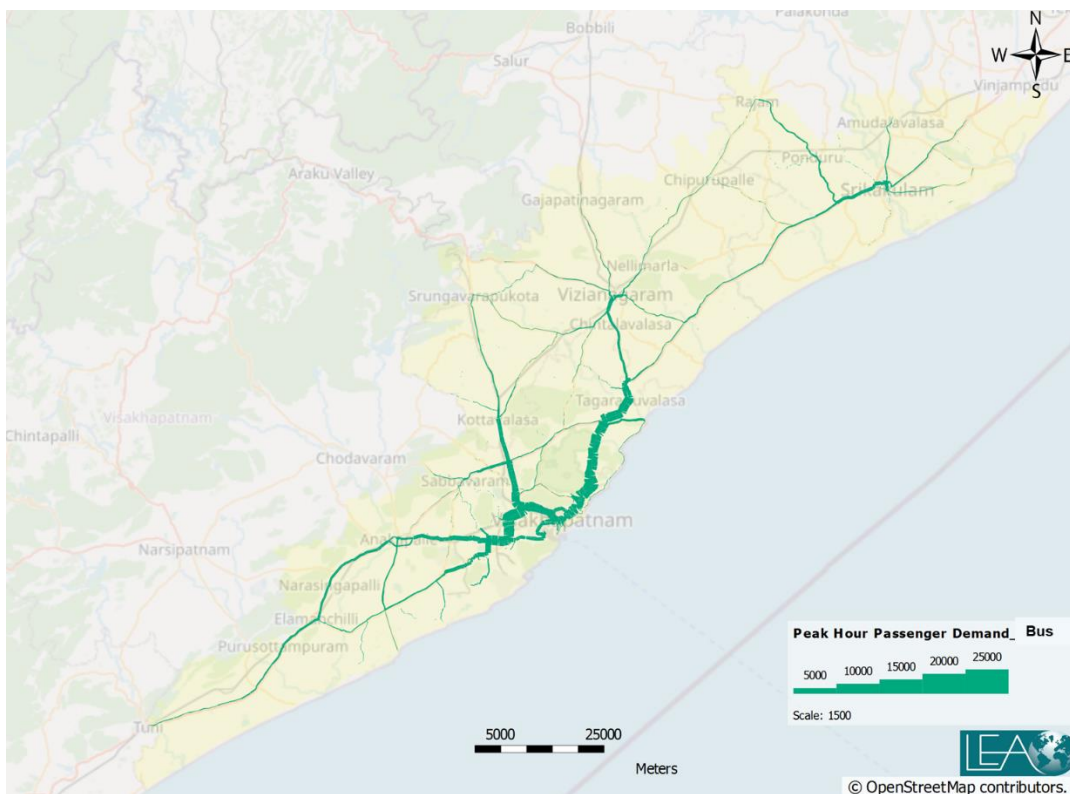 Palakonda
Bobbili
N
W E
S
Salur
Vinjampadu
Rajam
Amudalavalasa
Ponduru
Araku Valley
Chipurupalle
Srikakulam
Gajapatinagaram
Nellimarla
Srungavarapukota
Vizianagaram
Chintalavalasa
Tagarapuvalasa
Visakhapatnam
Kottavalasa
Chintapalli
Chodavaram
Sabbavaram
Visakhapatnam
Anakapalle
Narsipatnam
Narasingapalli
Elamanchilli
Purusottampuram
Tuni
Peak Hour Passenger Demand_ Bus
5000 10000 15000 20000 25000
Scale: 1500
5000 25000
Meters
LEA
© OpenStreetMap contributors.